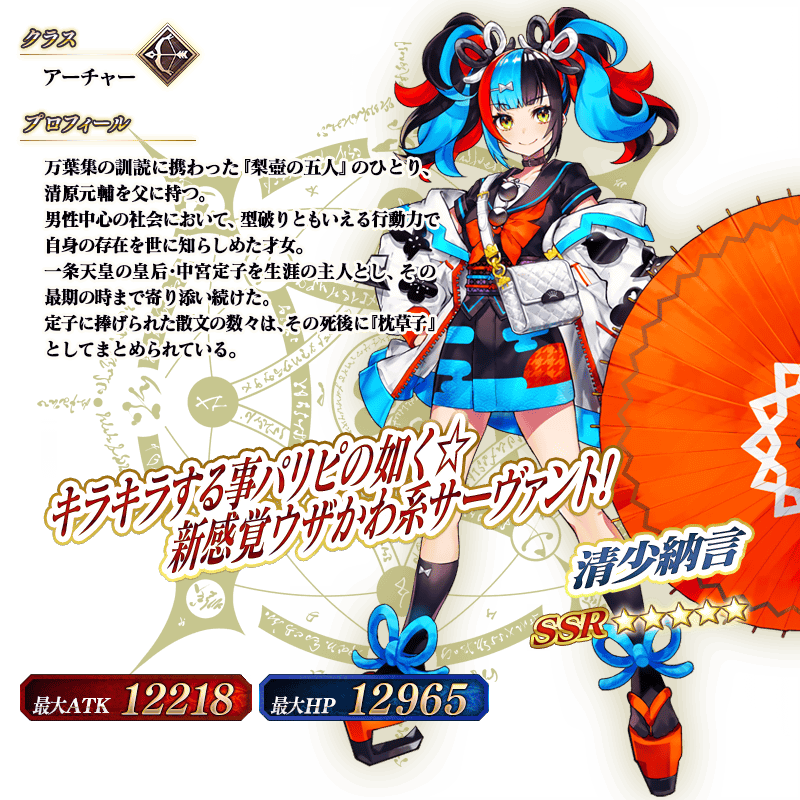 クラス
アーチャー
プロフィール
万葉集の訓読に携わった『梨壺の五人』のひとり、
清原元輔を父に持つ。
男性中心の社会において、型破りともいえる行動力で
自身の存在を世に知らしめた才女。
一条天皇の皇后・中宮定子を生涯の主人とし、その
最期の時まで寄り添い続けた。
定子に捧げられた散文の数々は、その死後に『枕草子』
としてまとめられている。
キラキラする事パリピの如く☆
新感覚ウザかわ系サーヴァント!
清少納言
SSR ★★★★★
最大ATK 12218
最大HP 12965